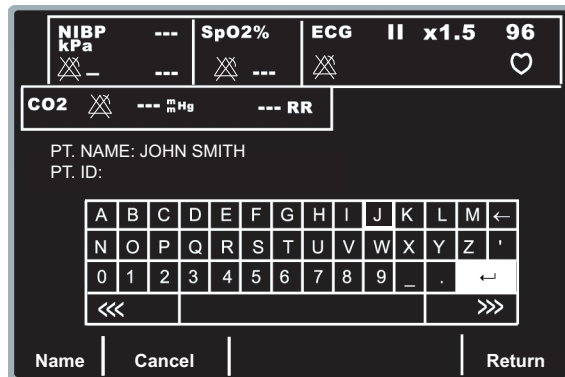 NIBP --- SpO2% ECG II x1.5 96
kPa
– --- ---
CO2 --- mmHg --- RR
PT. NAME: JOHN SMITH
PT. ID:
A B C D E F G H I J K L M ←
N O P Q R S T U V W X Y Z '
0 1 2 3 4 5 6 7 8 9 _ . ↵
<<< >>>
Name Cancel Return